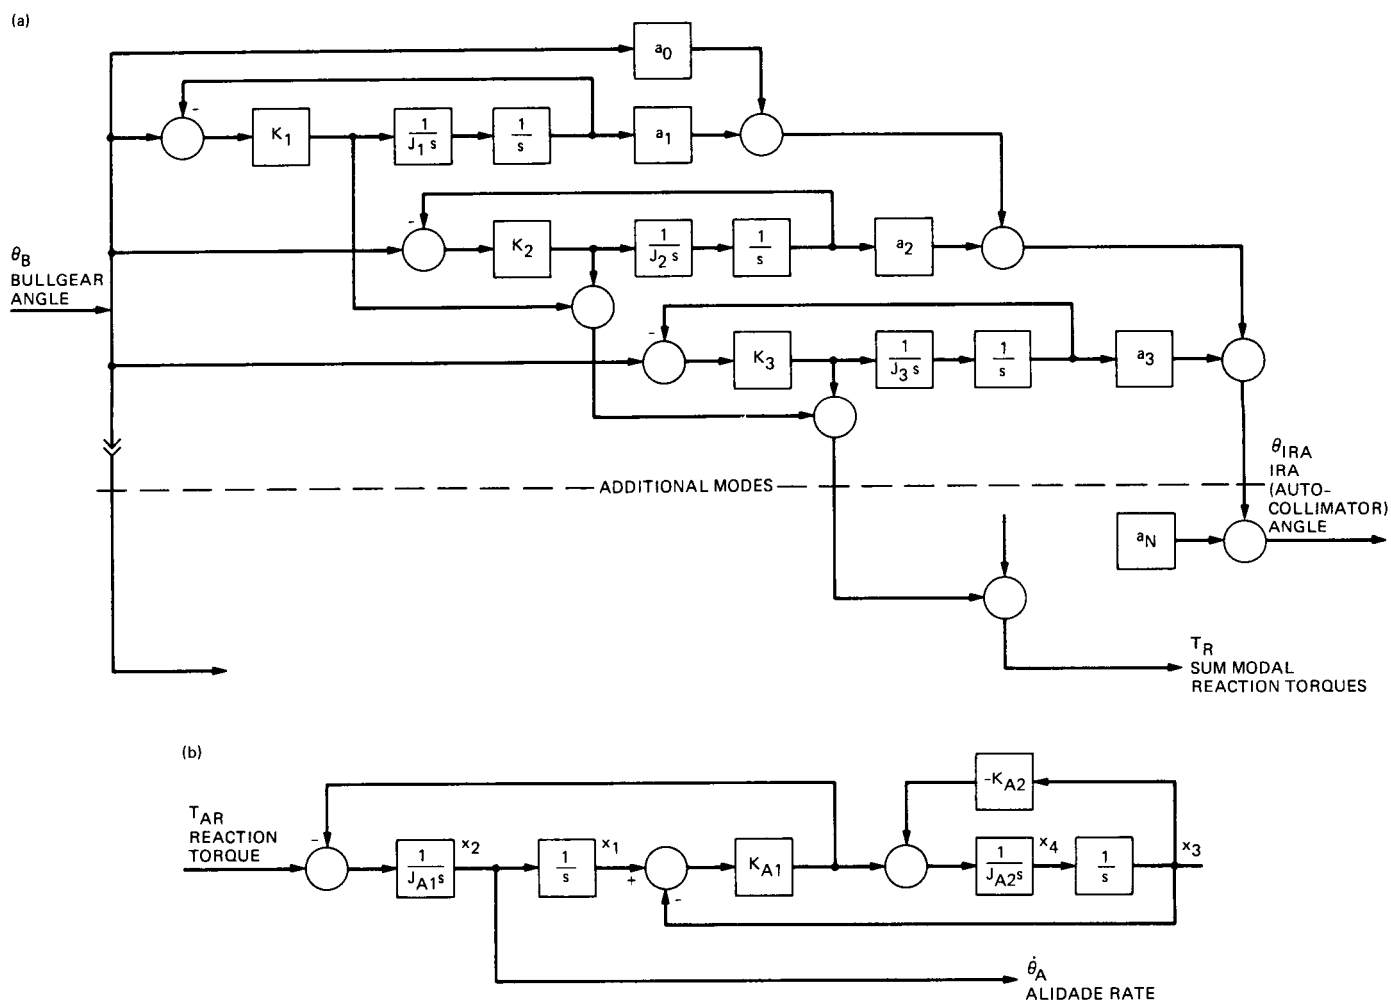 (a)
a0
-
K1
1
J1 s
1
s
a1
-
K2
1
J2 s
1
s
a2
θB
BULLGEAR
ANGLE
-
K3
1
J3 s
1
s
a3
θIRA
IRA
(AUTO-
COLLIMATOR)
ANGLE
ADDITIONAL MODES
aN
TR
SUM MODAL
REACTION TORQUES
(b)
-KA2
TAR
REACTION
TORQUE
-
1
JA1s
x2
1
s
x1
+
-
KA1
1
JA2s
x4
1
s
x3
θ̇A
ALIDADE RATE